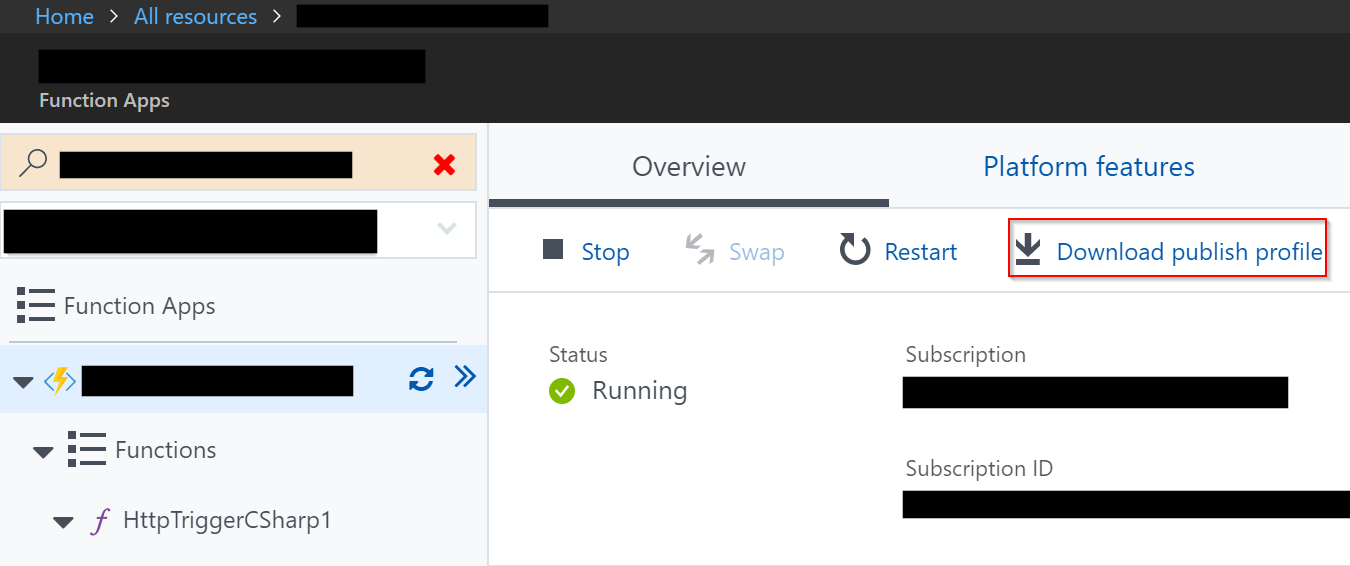 Home > All resources >
Function Apps
Overview
Platform features
Stop
Swap
Restart
Download publish profile
Function Apps
Status
Running
Subscription
Functions
Subscription ID
HttpTriggerCSharp1